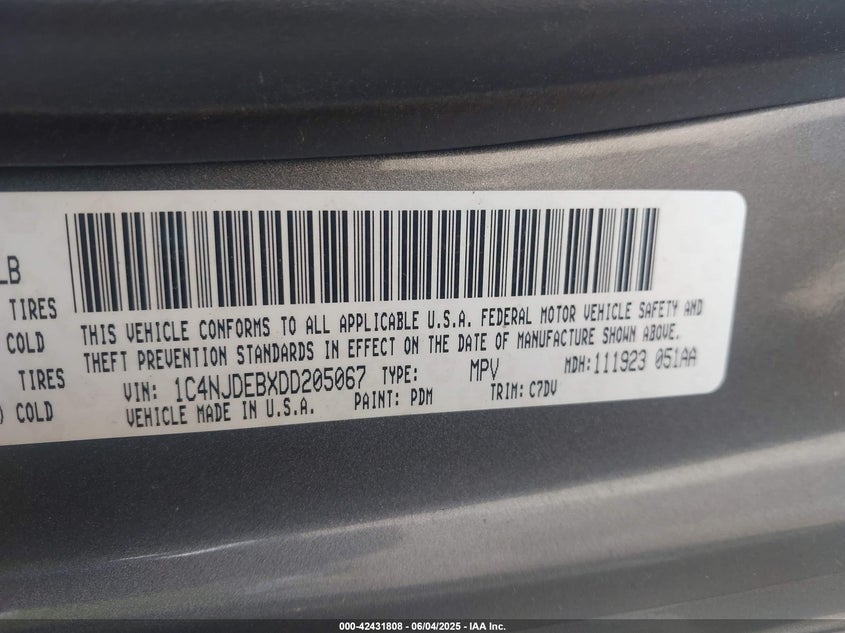 LB
TIRES
COLD
TIRES
) COLD
THIS VEHICLE CONFORMS TO ALL APPLICABLE U.S.A. FEDERAL MOTOR VEHICLE SAFETY AND
THEFT PREVENTION STANDARDS IN EFFECT ON THE DATE OF MANUFACTURE SHOWN ABOVE.
VIN: 1C4NJDEBXDD205067 TYPE: MPV MDH:111923 051AA
VEHICLE MADE IN U.S.A. PAINT: PDM TRIM: C7DV
000-42431808 - 06/04/2025 - IAA Inc.